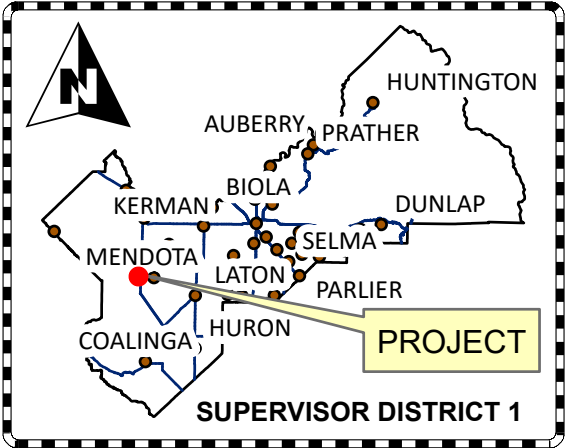 N
HUNTINGTON
AUBERRY
PRATHER
BIOLA
KERMAN
DUNLAP
SELMA
MENDOTA
LATON
PARLIER
HURON
COALINGA
PROJECT
SUPERVISOR DISTRICT 1